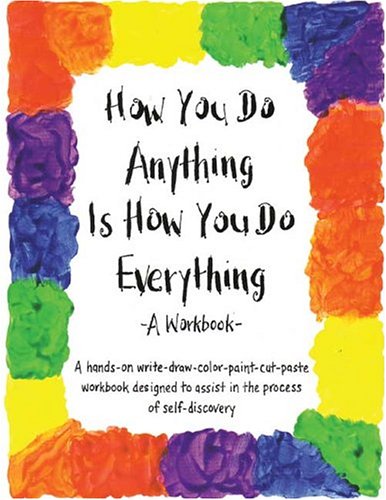 How You Do
Anything
Is How You Do
Everything
-A Workbook-
A hands-on write-draw-color-paint-cut-paste
workbook designed to assist in the process
of self-discovery